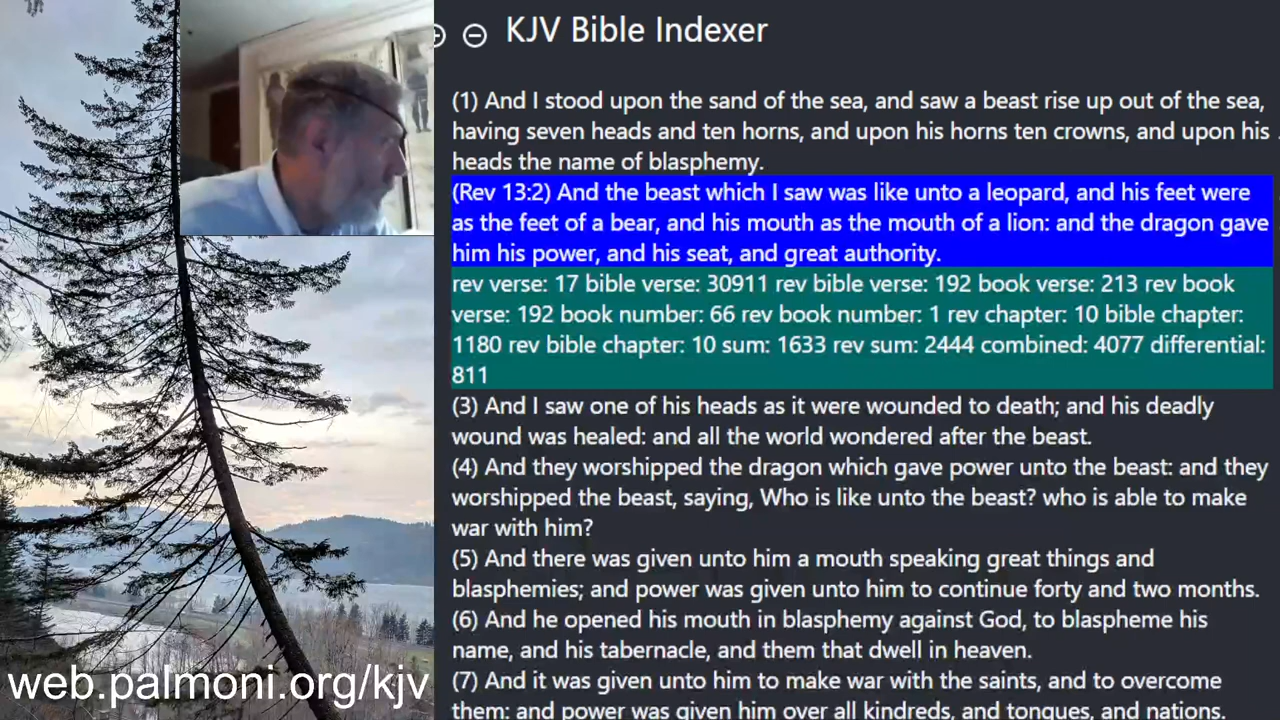 KJV Bible Indexer
(1) And I stood upon the sand of the sea, and saw a beast rise up out of the sea,
having seven heads and ten horns, and upon his horns ten crowns, and upon his
heads the name of blasphemy.
(Rev 13:2) And the beast which I saw was like unto a leopard, and his feet were
as the feet of a bear, and his mouth as the mouth of a lion: and the dragon gave
him his power, and his seat, and great authority.
rev verse: 17 bible verse: 30911 rev bible verse: 192 book verse: 213 rev book
verse: 192 book number: 66 rev book number: 1 rev chapter: 10 bible chapter:
1180 rev bible chapter: 10 sum: 1633 rev sum: 2444 combined: 4077 differential:
811
(3) And I saw one of his heads as it were wounded to death; and his deadly
wound was healed: and all the world wondered after the beast.
(4) And they worshipped the dragon which gave power unto the beast: and they
worshipped the beast, saying, Who is like unto the beast? who is able to make
war with him?
(5) And there was given unto him a mouth speaking great things and
blasphemies; and power was given unto him to continue forty and two months.
(6) And he opened his mouth in blasphemy against God, to blaspheme his
name, and his tabernacle, and them that dwell in heaven.
(7) And it was given unto him to make war with the saints, and to overcome
them: and power was given him over all kindreds, and tongues, and nations.
web.palmoni.org/kjv